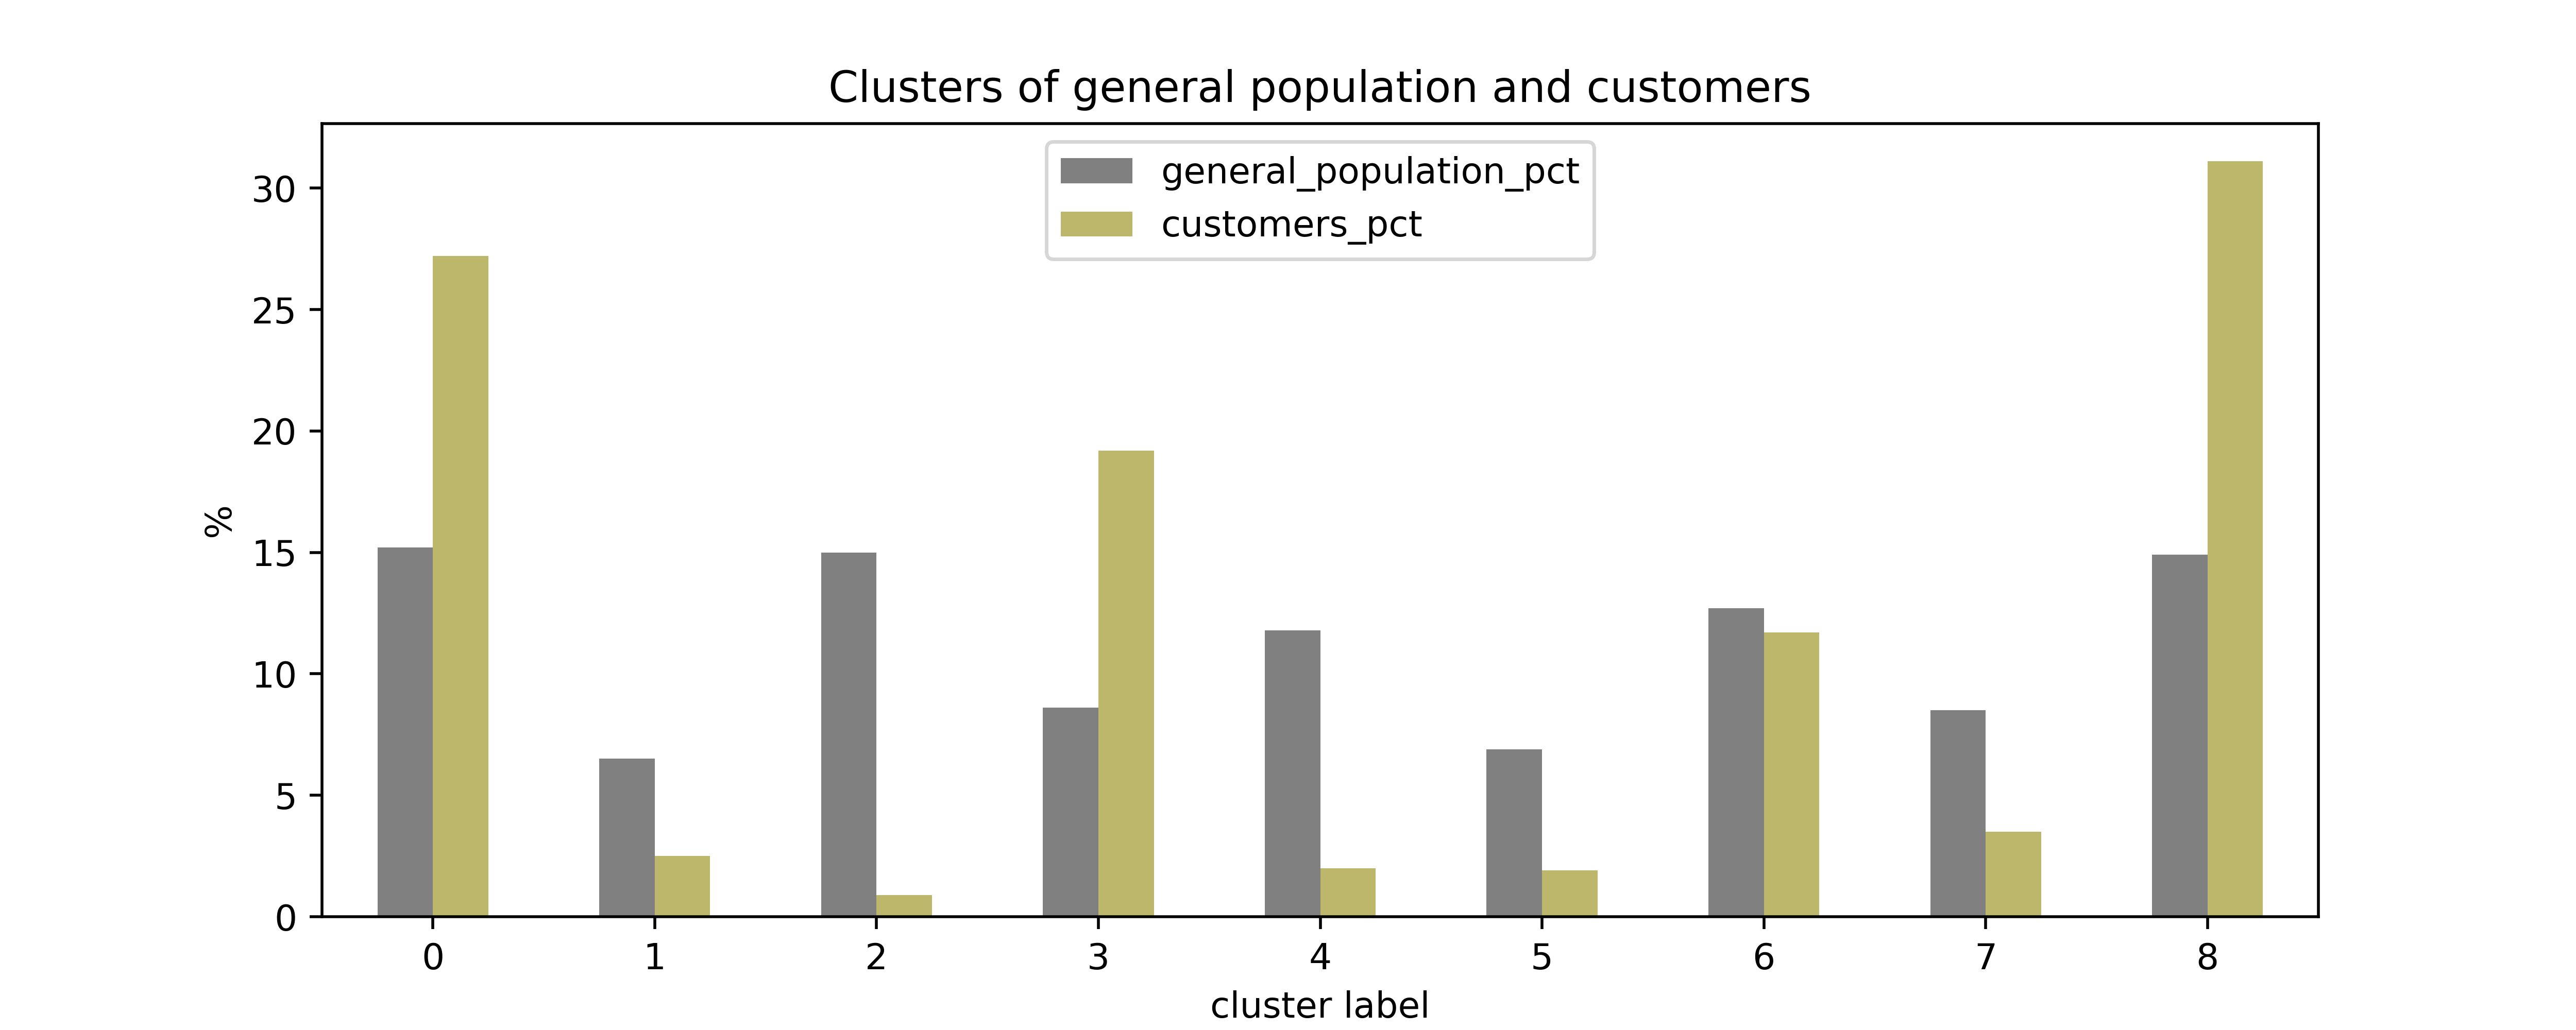 Clusters of general population and customers
general_population_pct
customers_pct
30
25
20
15
10
5
0
%
0 1 2 3 4 5 6 7 8
cluster label